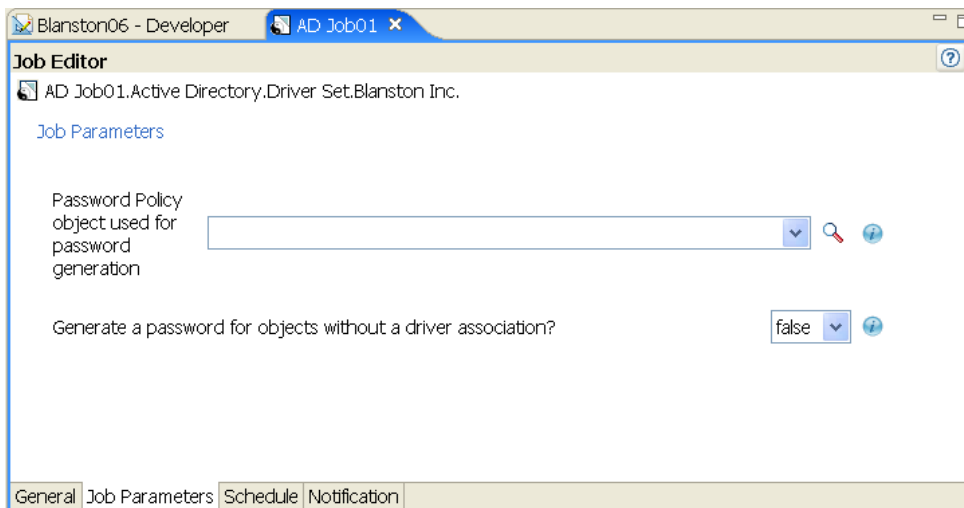 Blanston06 - Developer
AD Job01
Job Editor
AD Job01.Active Directory.Driver Set.Blanston Inc.
Job Parameters
Password Policy
object used for
password
generation
Generate a password for objects without a driver association?
false
General Job Parameters Schedule Notification